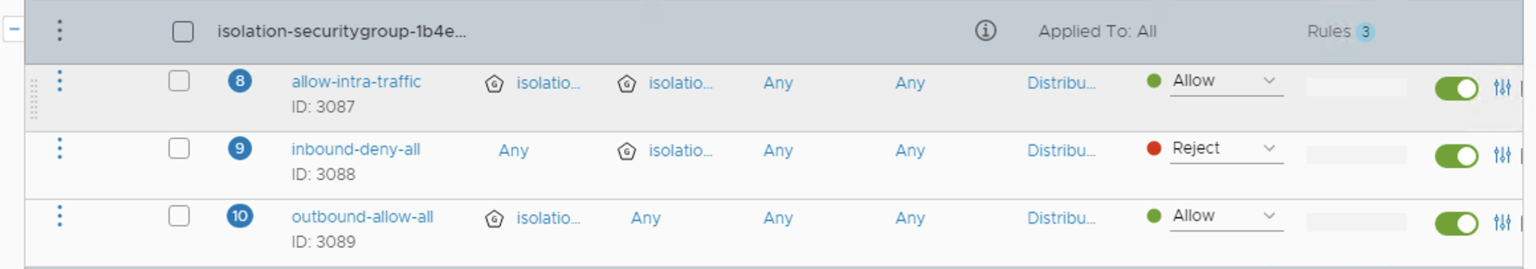 isolation-securitygroup-1b4e... Applied To: All Rules 3
8 allow-intra-traffic isolatio... isolatio... Any Any Distribu... Allow
ID: 3087
9 inbound-deny-all Any isolatio... Any Any Distribu... Reject
ID: 3088
10 outbound-allow-all isolatio... Any Any Any Distribu... Allow
ID: 3089